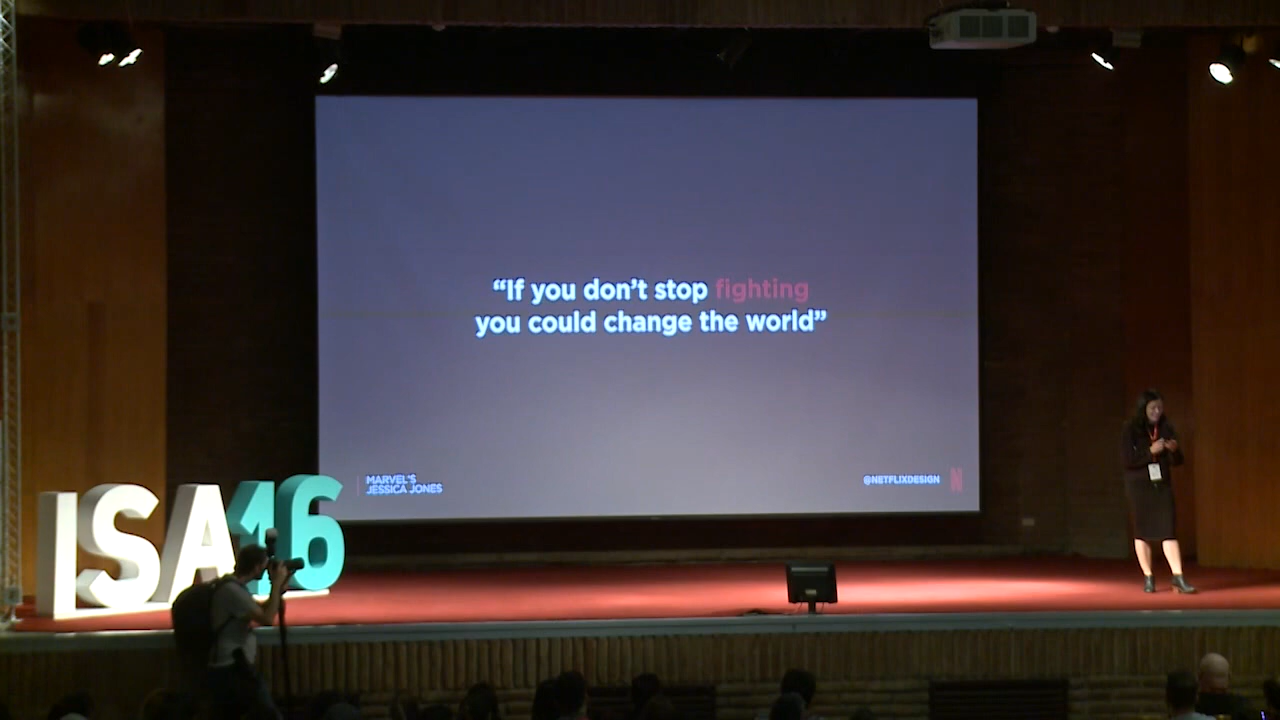 “If you don’t stop fighting
you could change the world”
MARVEL'S
JESSICA JONES
@NETFLIXDESIGN
N
ISA16